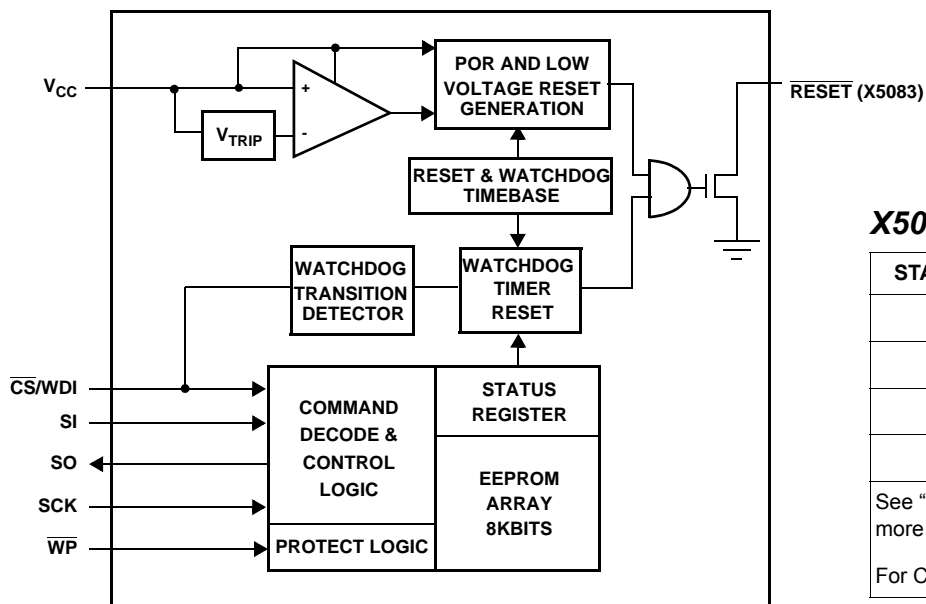 VCC
+
-
VTRIP
POR AND LOW
VOLTAGE RESET
GENERATION
RESET (X5083)
RESET & WATCHDOG
TIMEBASE
WATCHDOG
TRANSITION
DETECTOR
WATCHDOG
TIMER
RESET
CS/WDI
SI
SO
SCK
WP
COMMAND
DECODE &
CONTROL
LOGIC
PROTECT LOGIC
STATUS
REGISTER
EEPROM
ARRAY
8KBITS
X50
STA
See “
more
For C